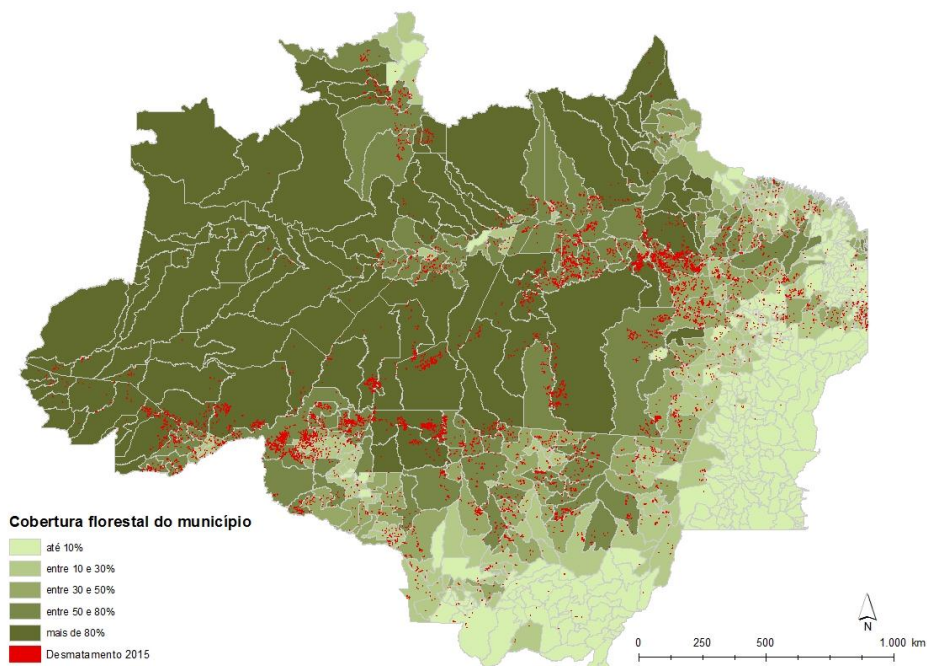 Cobertura florestal do município
até 10%
entre 10 e 30%
entre 30 e 50%
entre 50 e 80%
mais de 80%
Desmatamento 2015
N
0 250 500 1.000 km